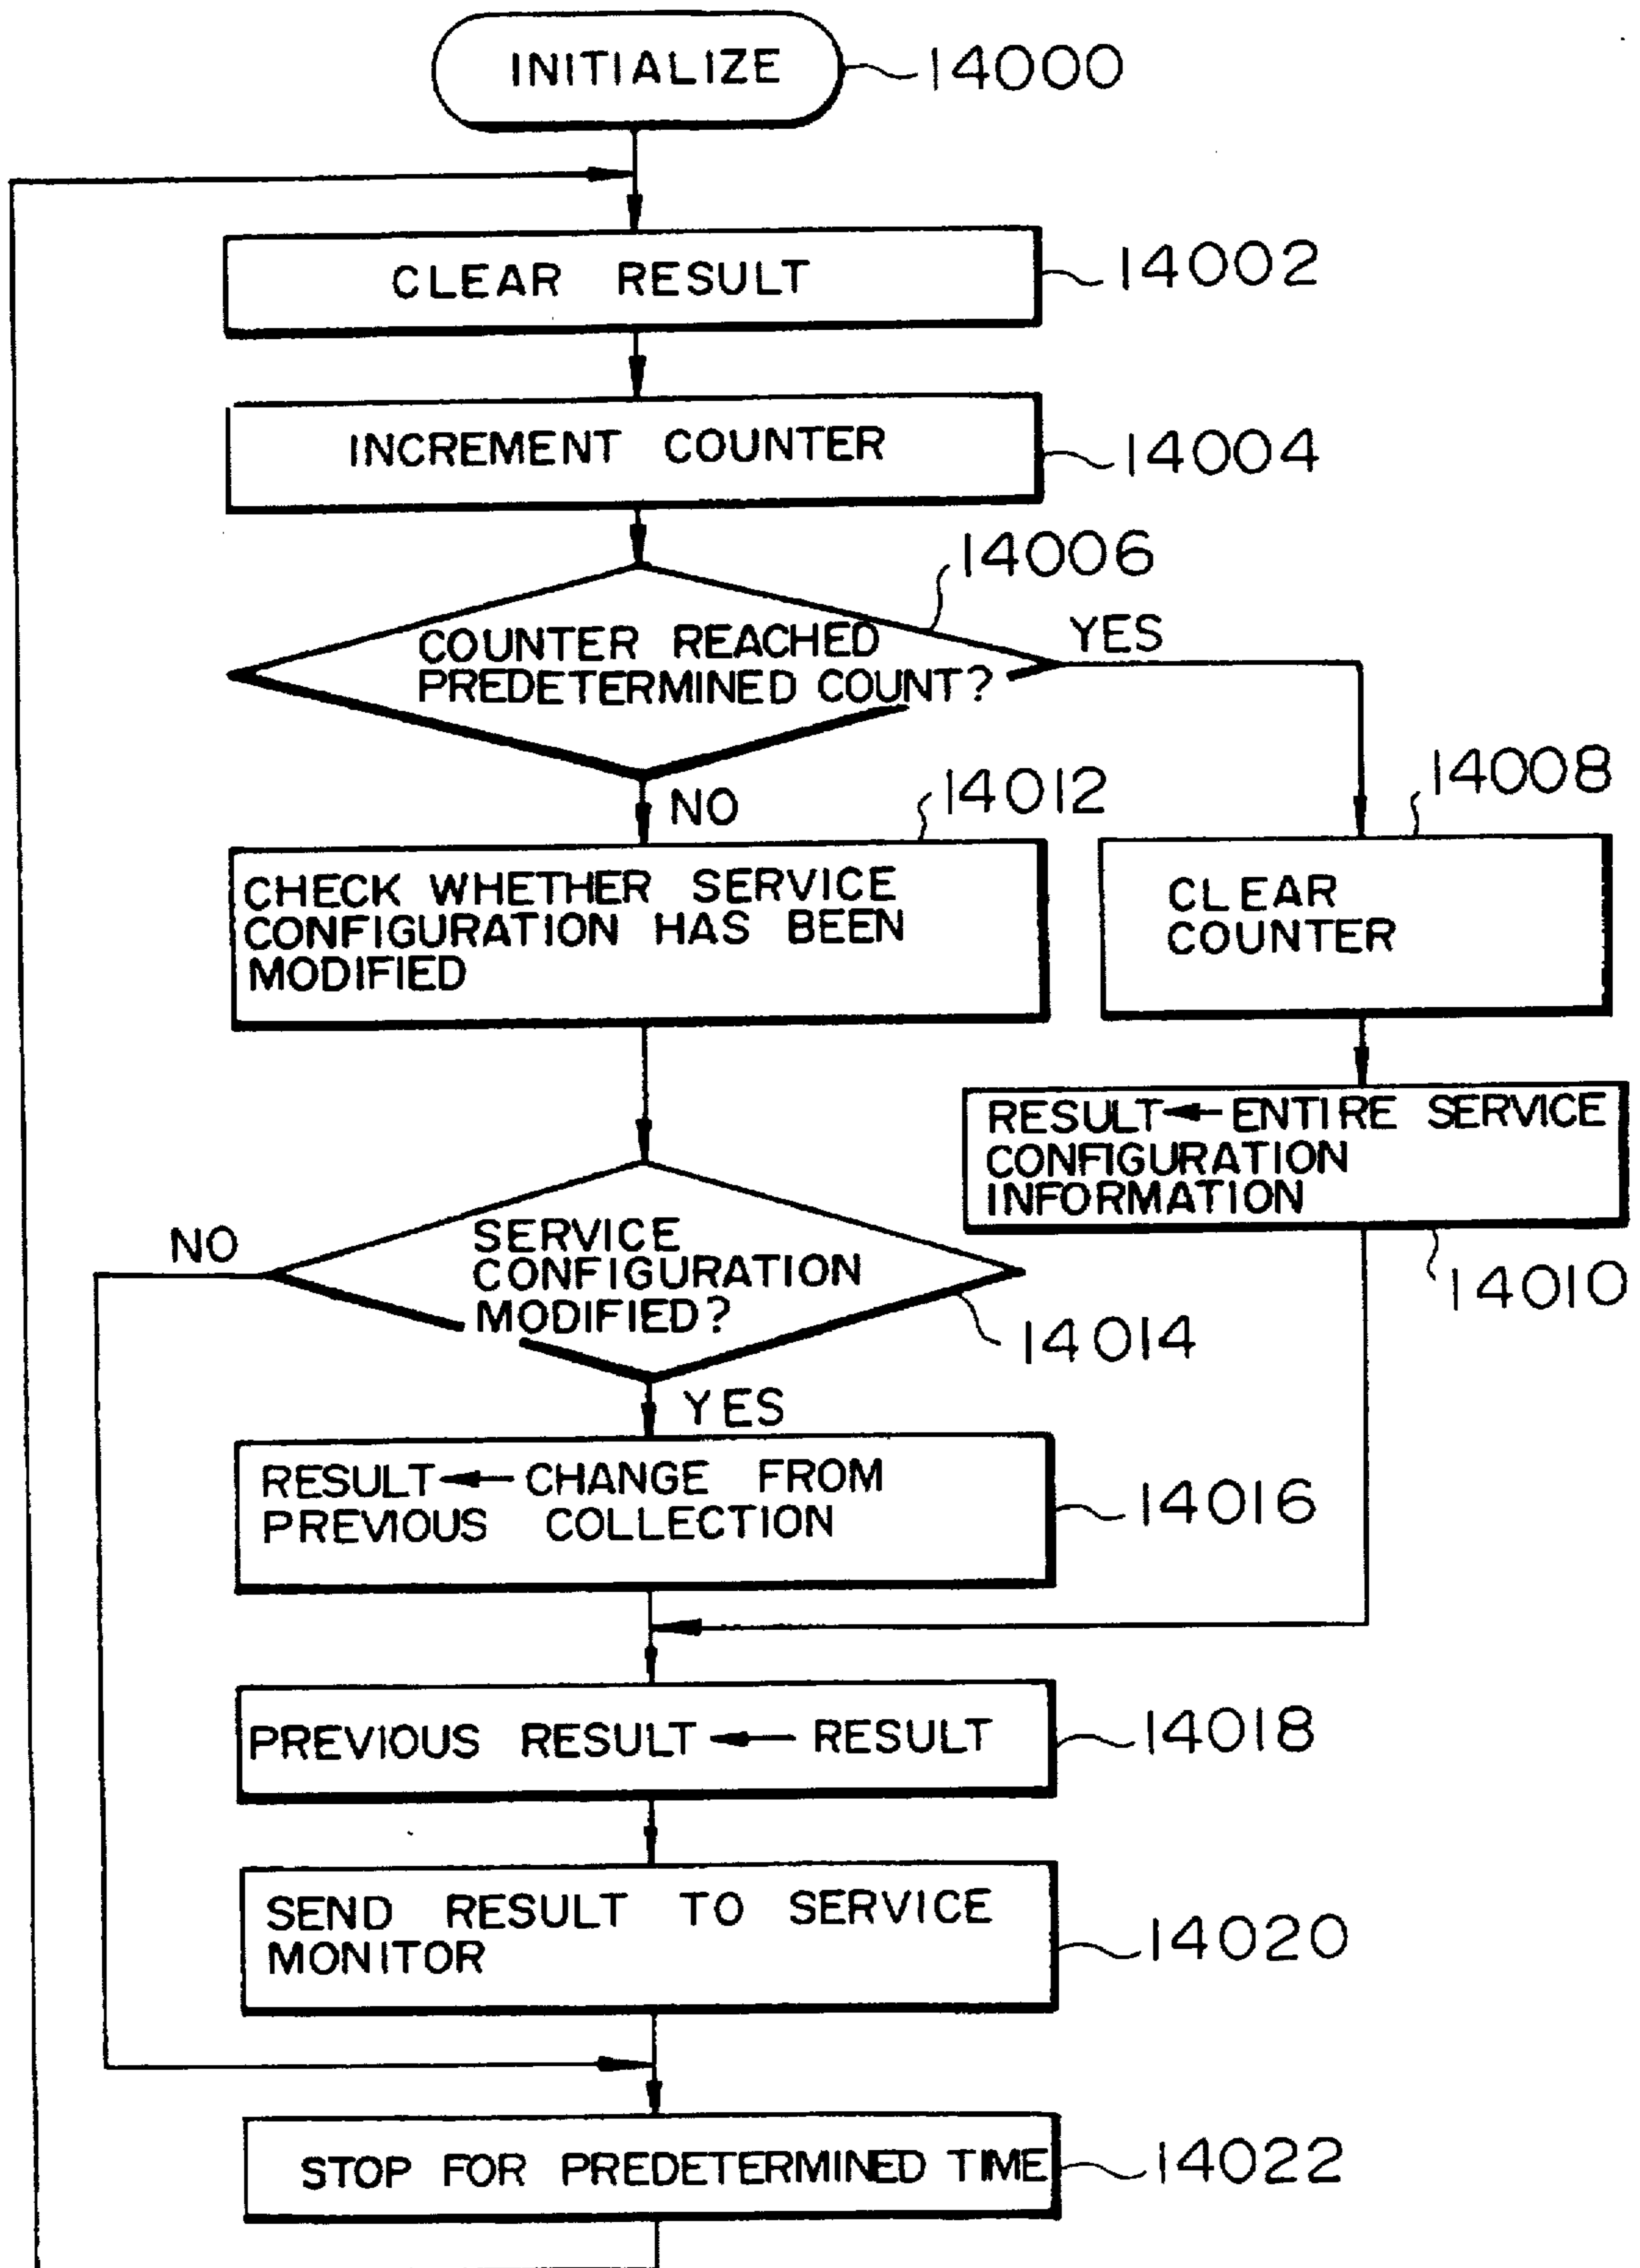 INITIALIZE
14000
CLEAR RESULT
14002
INCREMENT COUNTER
14004
14006
COUNTER REACHED
PREDETERMINED COUNT?
YES
NO
14012
14008
CHECK WHETHER SERVICE
CONFIGURATION HAS BEEN
MODIFIED
CLEAR
COUNTER
RESULT←ENTIRE SERVICE
CONFIGURATION
INFORMATION
14010
NO
SERVICE
CONFIGURATION
MODIFIED?
14014
YES
RESULT←CHANGE FROM
PREVIOUS COLLECTION
14016
PREVIOUS RESULT ← RESULT
14018
SEND RESULT TO SERVICE
MONITOR
14020
STOP FOR PREDETERMINED TIME
14022